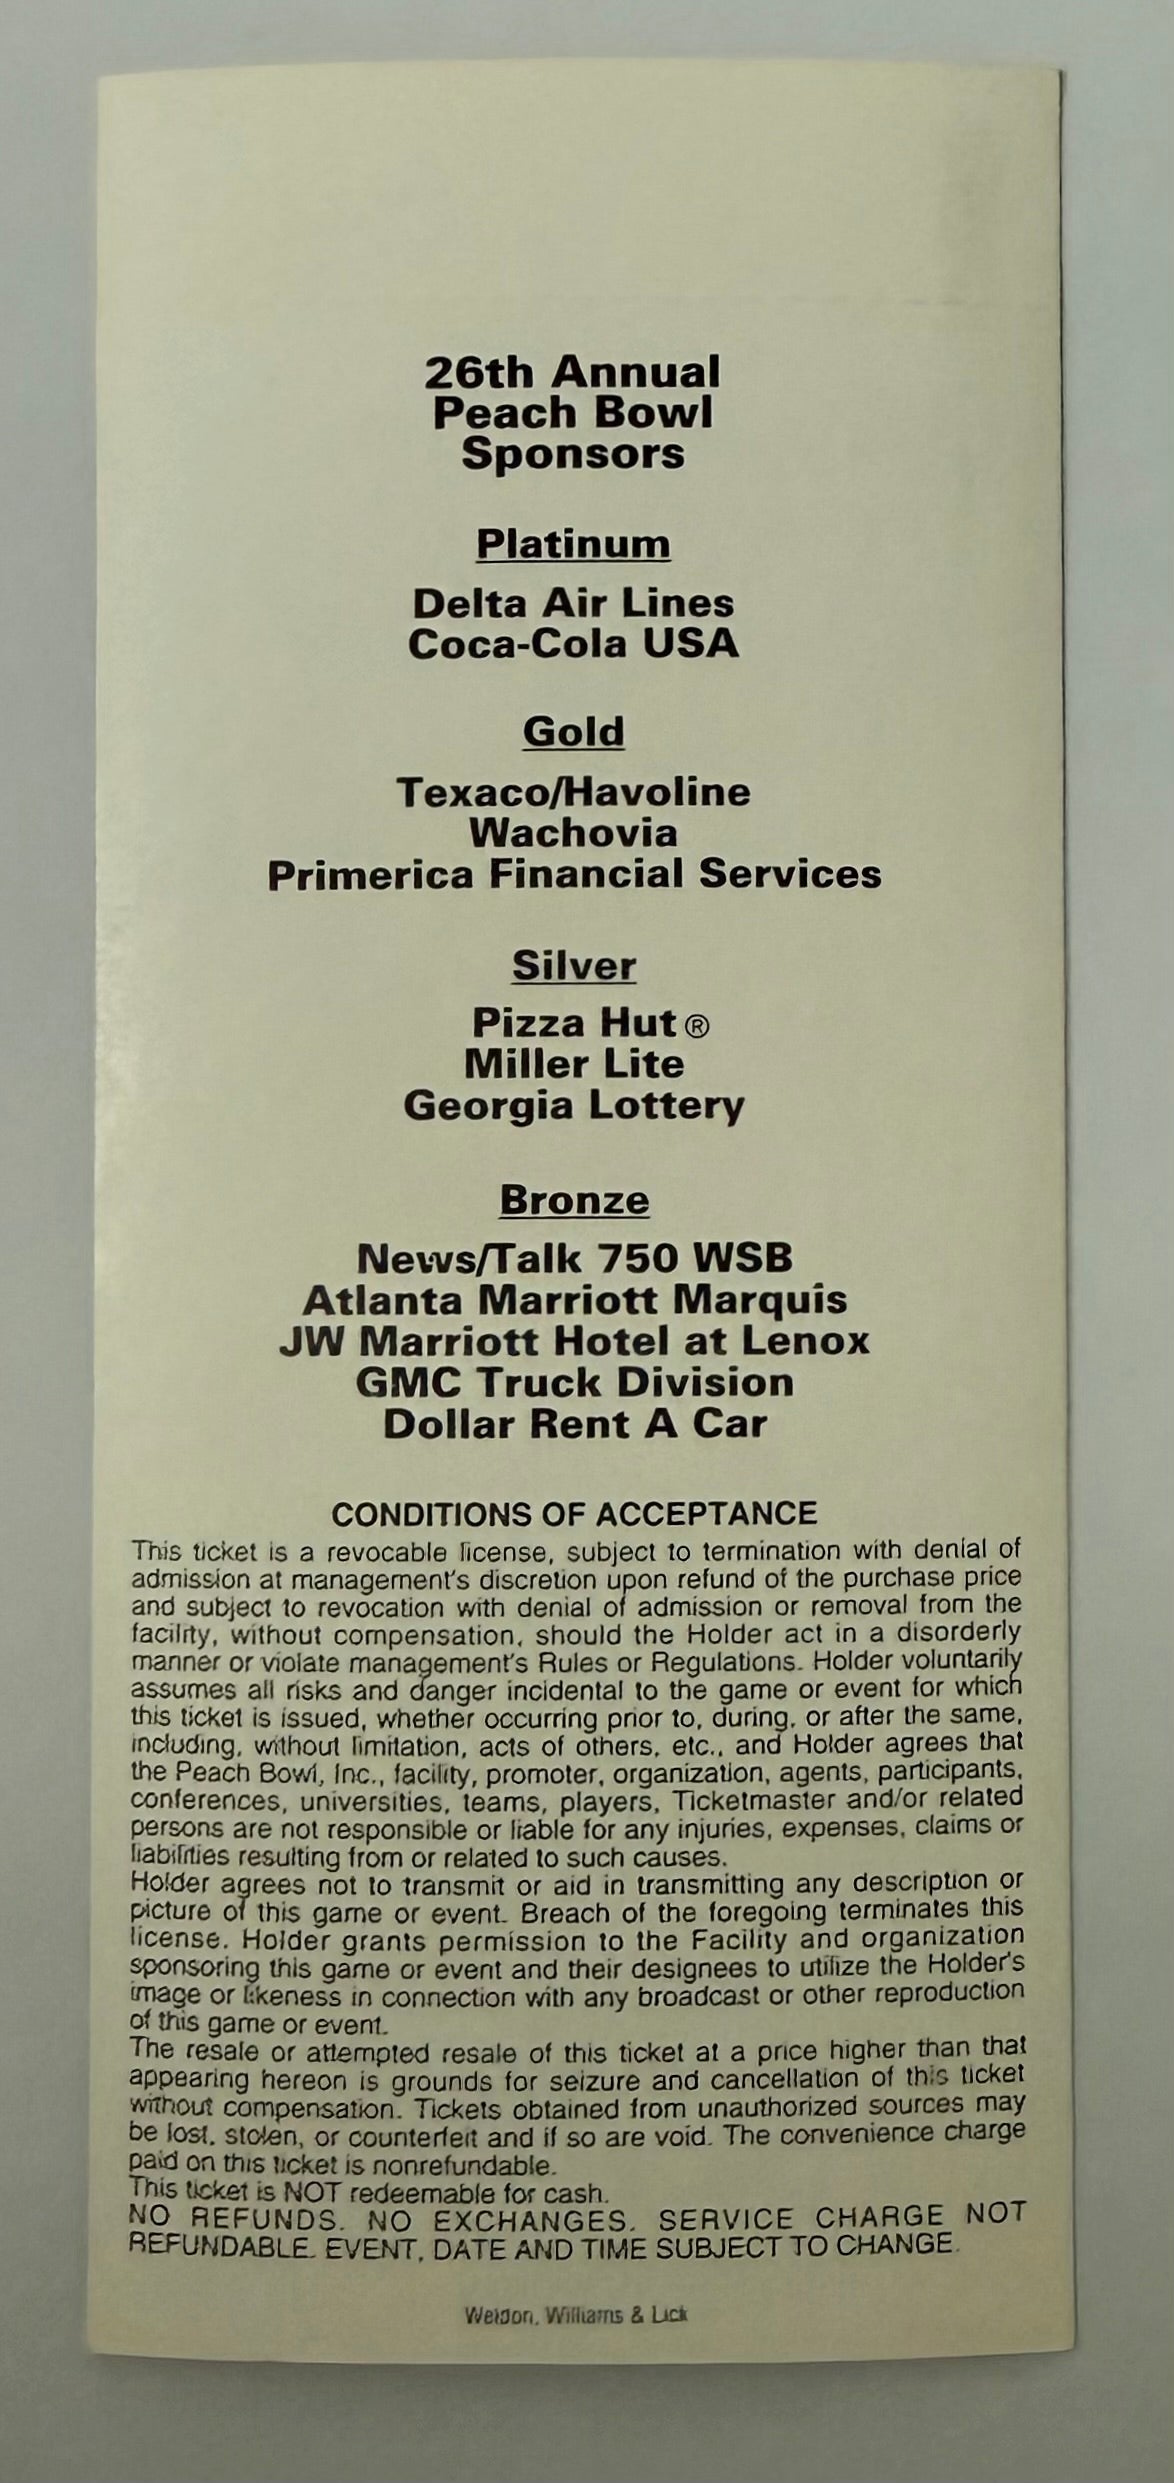 26th Annual
Peach Bowl
Sponsors
Platinum
Delta Air Lines
Coca-Cola USA
Gold
Texaco/Havoline
Wachovia
Primerica Financial Services
Silver
Pizza Hut®
Miller Lite
Georgia Lottery
Bronze
News/Talk 750 WSB
Atlanta Marriott Marquis
JW Marriott Hotel at Lenox
GMC Truck Division
Dollar Rent A Car
CONDITIONS OF ACCEPTANCE
This ticket is a revocable license, subject to termination with denial of
admission at management's discretion upon refund of the purchase price
and subject to revocation with denial of admission or removal from the
facility, without compensation, should the Holder act in a disorderly
manner or violate management's Rules or Regulations. Holder voluntarily
assumes all risks and danger incidental to the game or event for which
this ticket is issued, whether occurring prior to, during, or after the same,
including, without limitation, acts of others, etc., and Holder agrees that
the Peach Bowl, Inc., facility, promoter, organization, agents, participants,
conferences, universities, teams, players, Ticketmaster and/or related
persons are not responsible or liable for any injuries, expenses, claims or
liabilities resulting from or related to such causes.
Holder agrees not to transmit or aid in transmitting any description or
picture of this game or event. Breach of the foregoing terminates this
license. Holder grants permission to the Facility and organization
sponsoring this game or event and their designees to utilize the Holder's
image or likeness in connection with any broadcast or other reproduction
of this game or event.
The resale or attempted resale of this ticket at a price higher than that
appearing hereon is grounds for seizure and cancellation of this ticket
without compensation. Tickets obtained from unauthorized sources may
be lost, stolen, or counterfeit and if so are void. The convenience charge
paid on this ticket is nonrefundable.
This ticket is NOT redeemable for cash.
NO REFUNDS. NO EXCHANGES. SERVICE CHARGE NOT
REFUNDABLE. EVENT, DATE AND TIME SUBJECT TO CHANGE.
Weldon, Williams & Lick